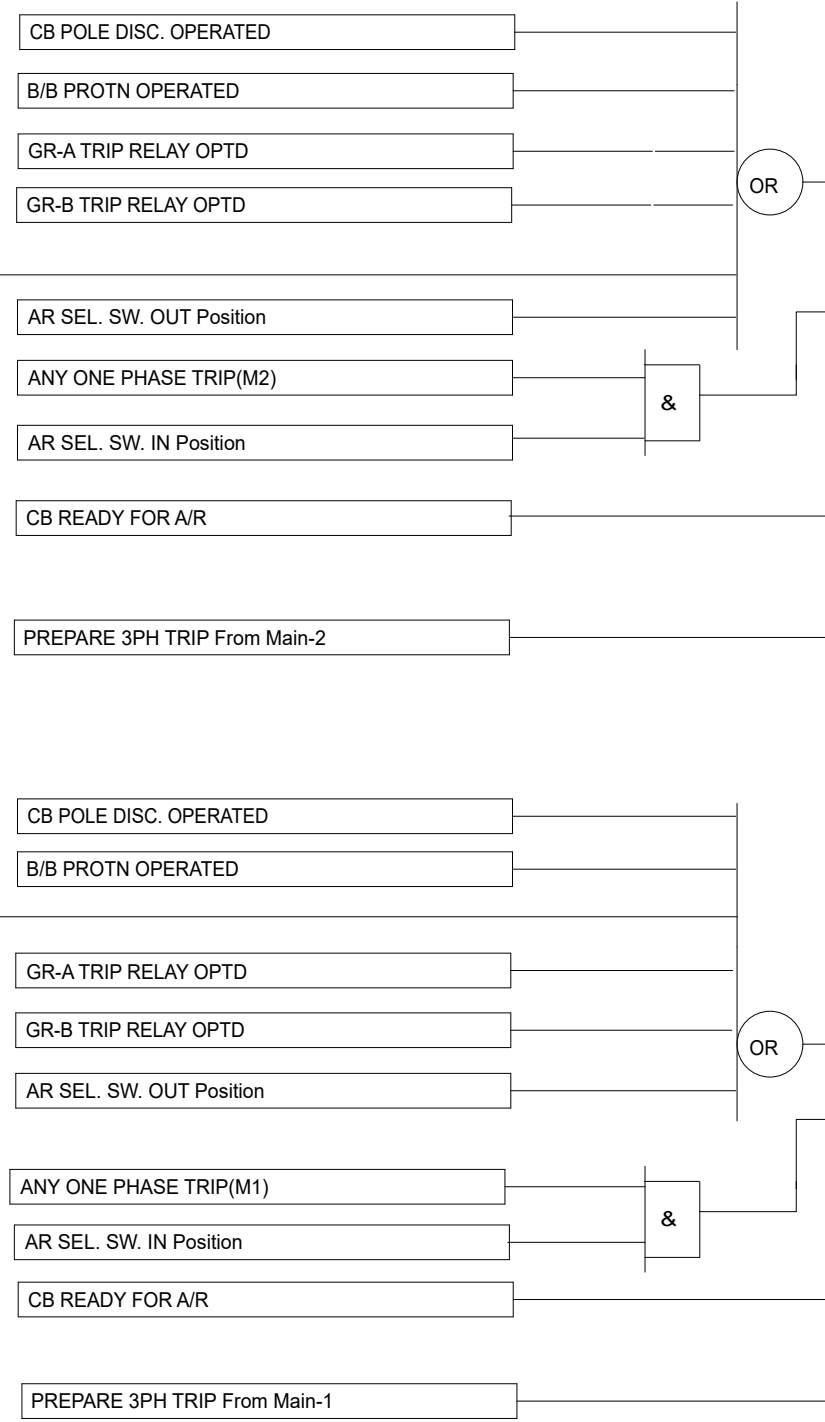 CB POLE DISC. OPERATED
B/B PROTN OPERATED
GR-A TRIP RELAY OPTD
OR
GR-B TRIP RELAY OPTD
AR SEL. SW. OUT Position
ANY ONE PHASE TRIP(M2)
&
AR SEL. SW. IN Position
CB READY FOR A/R
PREPARE 3PH TRIP From Main-2
CB POLE DISC. OPERATED
B/B PROTN OPERATED
GR-A TRIP RELAY OPTD
GR-B TRIP RELAY OPTD
OR
AR SEL. SW. OUT Position
ANY ONE PHASE TRIP(M1)
&
AR SEL. SW. IN Position
CB READY FOR A/R
PREPARE 3PH TRIP From Main-1